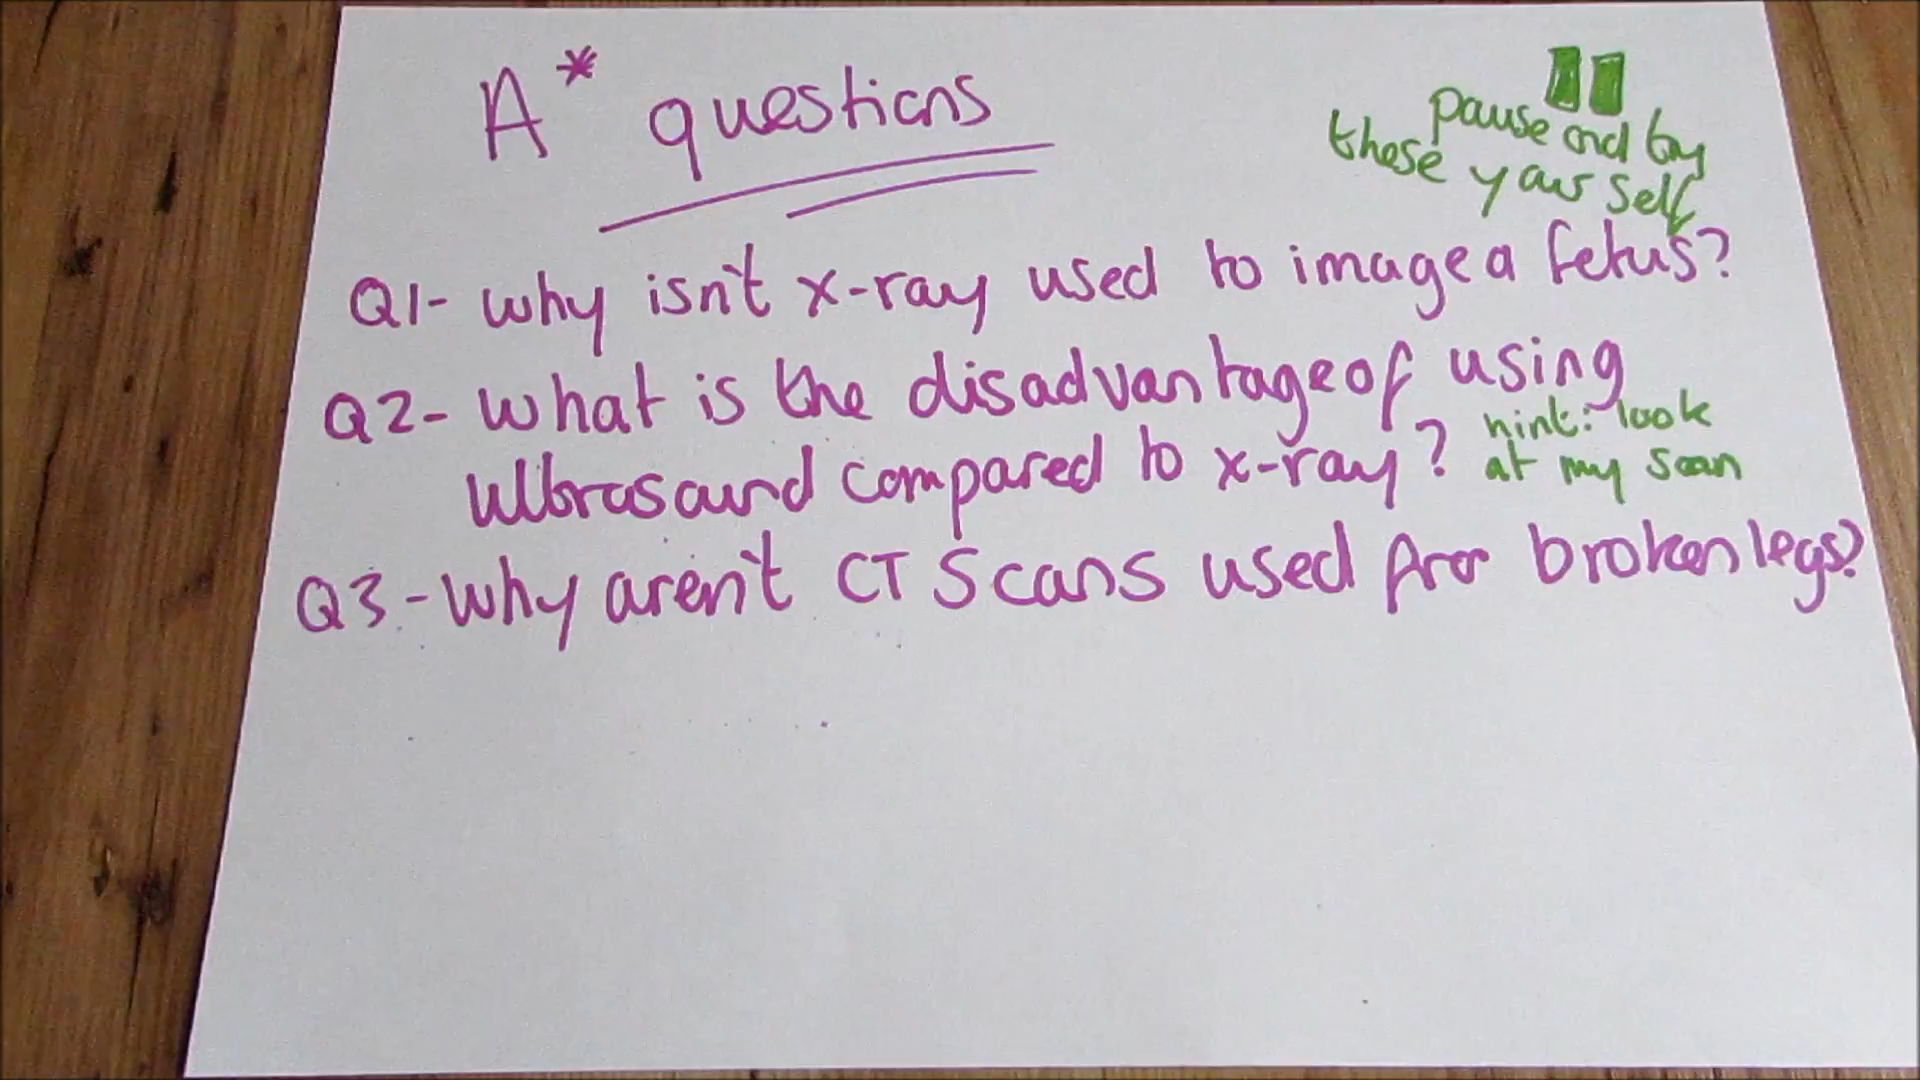 A* questions
pause and try
these yourself
Q1- why isn't x-ray used to image a fetus?
Q2- What is the disadvantage of using
ultrasound compared to x-ray?
hint: look
at my scan
Q3- Why aren't CT Scans used for broken legs?